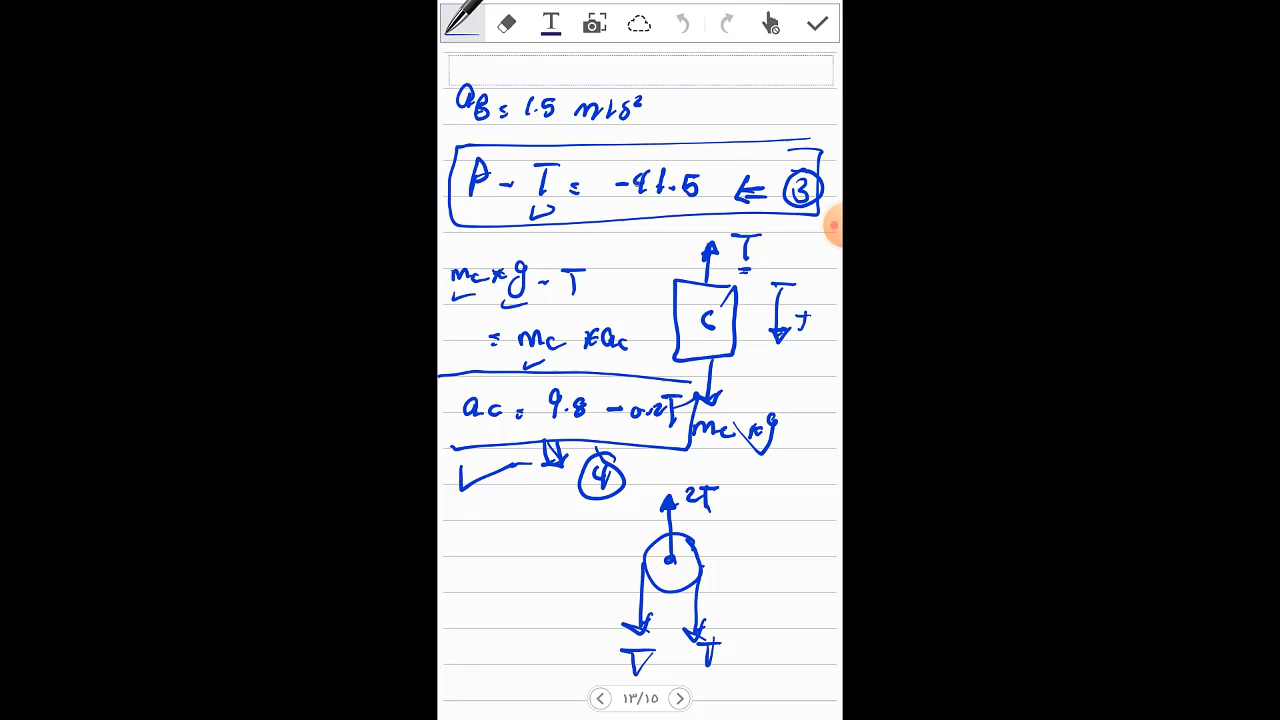 T
aB = 1.5 m/s²
P - T = -41.5 ⇐ 3
T
mc * g - T
= mc * ac
C
+
ac = 9.8 - 0.2T
mc * g
4
2T
T T
١٣/١٥